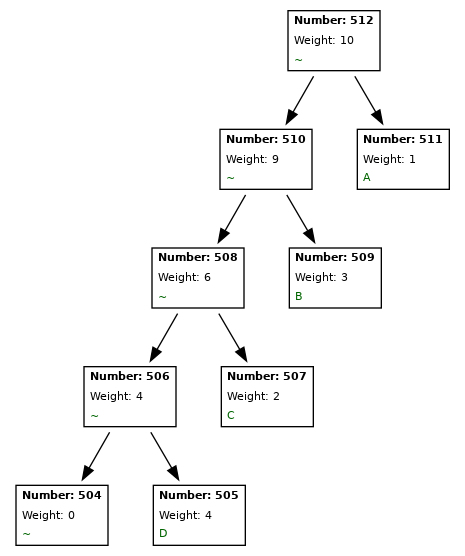 Number: 512
Weight: 10
~
Number: 510
Weight: 9
~
Number: 511
Weight: 1
A
Number: 508
Weight: 6
~
Number: 509
Weight: 3
B
Number: 506
Weight: 4
~
Number: 507
Weight: 2
C
Number: 504
Weight: 0
~
Number: 505
Weight: 4
D